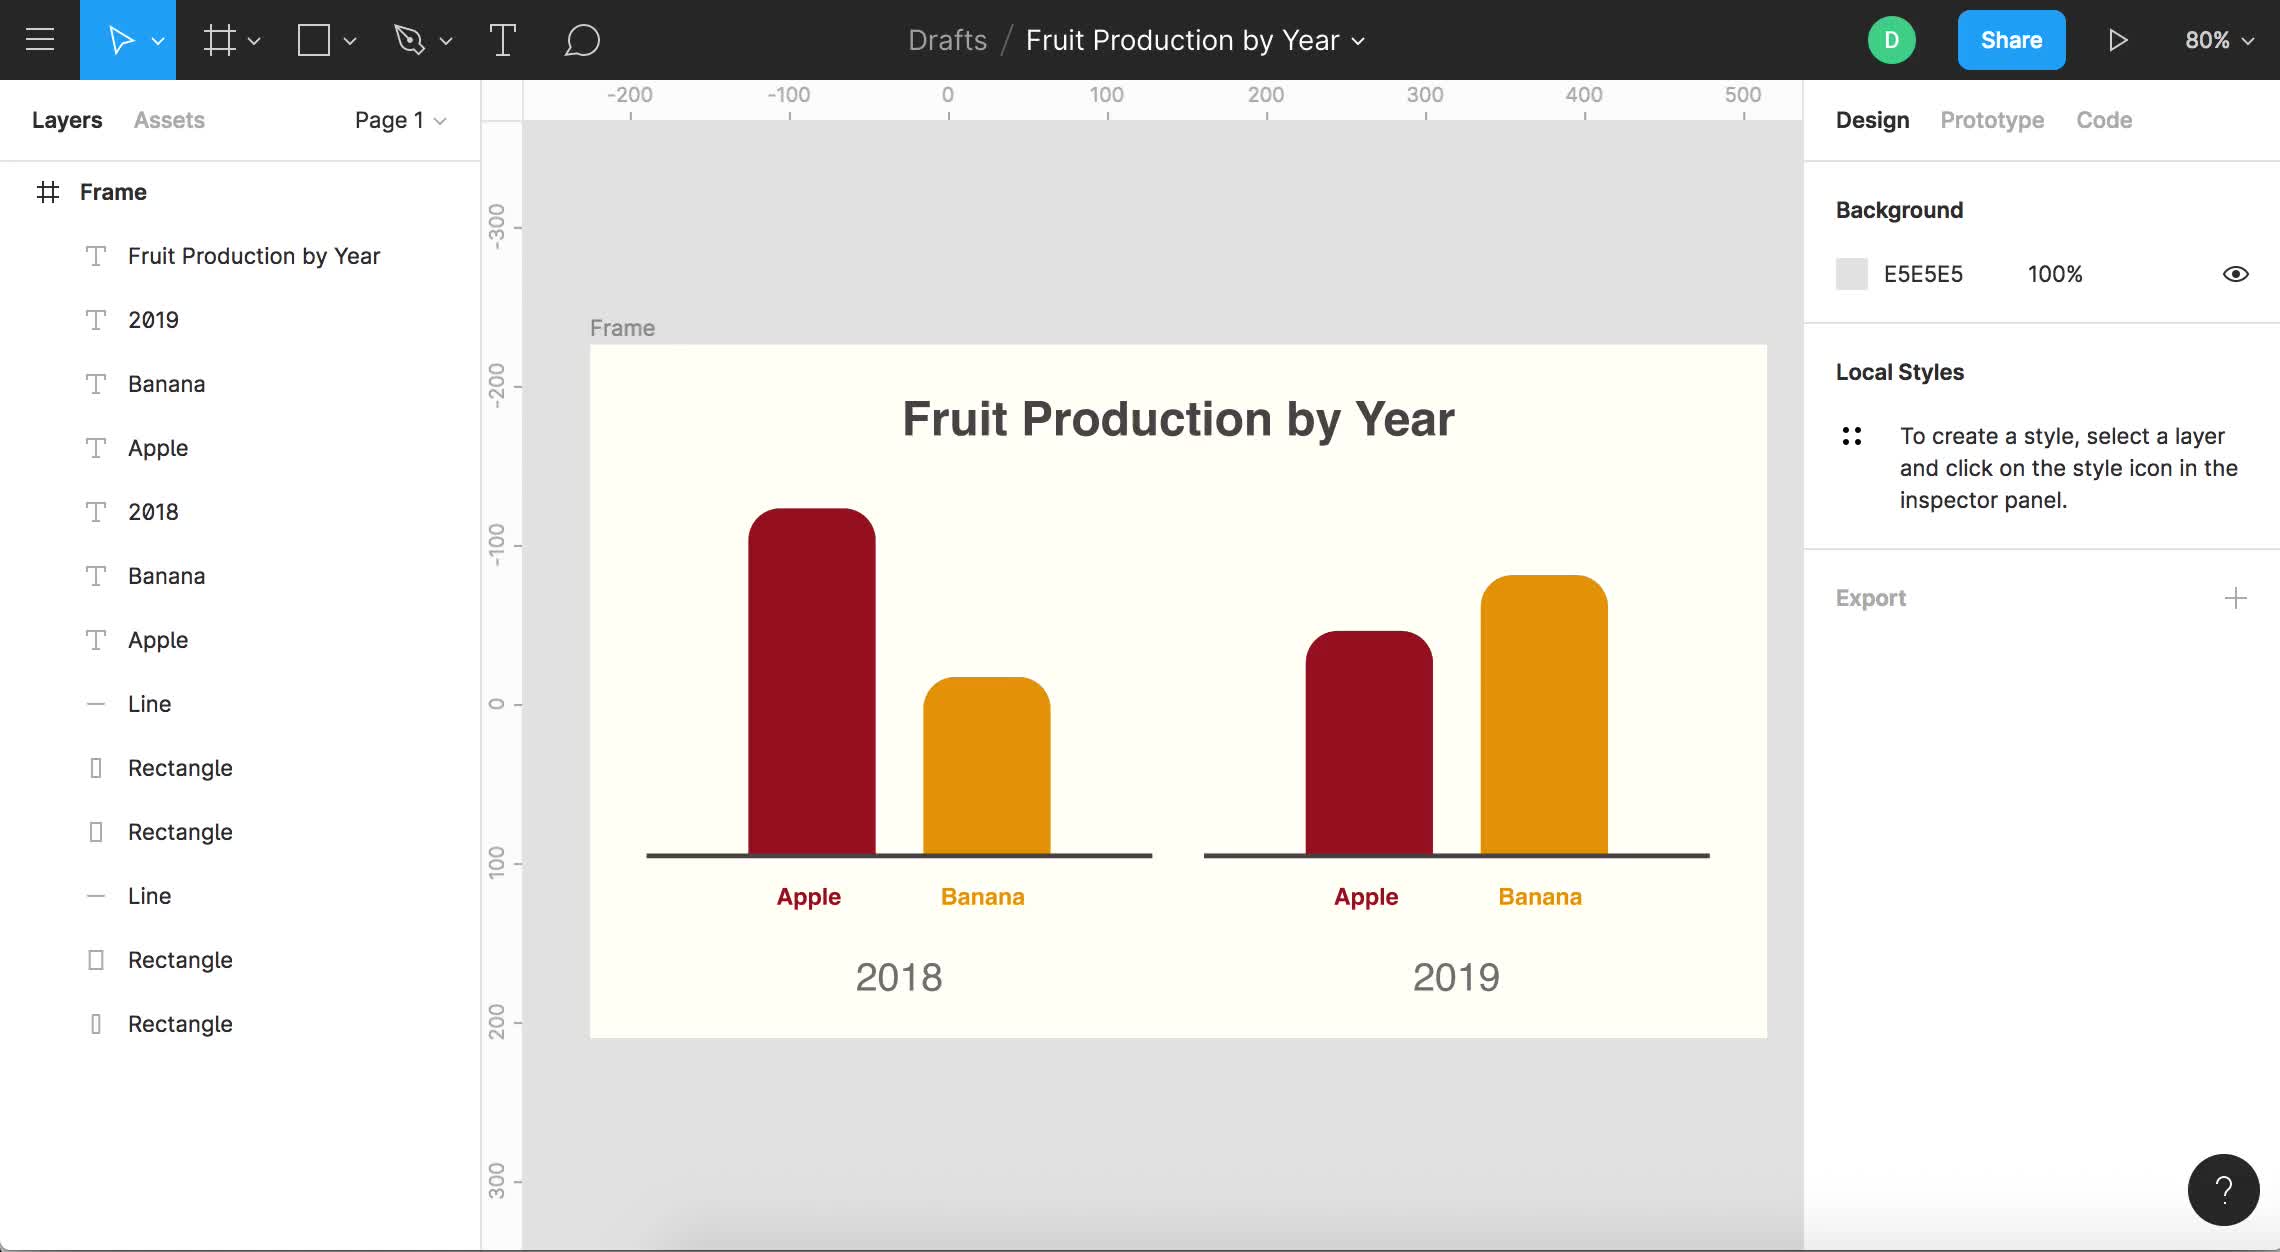 Drafts / Fruit Production by Year
D
Share
80%
Layers
Assets
Page 1
Frame
Fruit Production by Year
2019
Banana
Apple
2018
Banana
Apple
Line
Rectangle
Rectangle
Line
Rectangle
Rectangle
-200 -100 0 100 200 300 400 500
-300
-200
-100
0
100
200
300
Frame
Fruit Production by Year
Apple Banana
2018
Apple Banana
2019
Design
Prototype
Code
Background
E5E5E5 100%
Local Styles
To create a style, select a layer
and click on the style icon in the
inspector panel.
Export
?